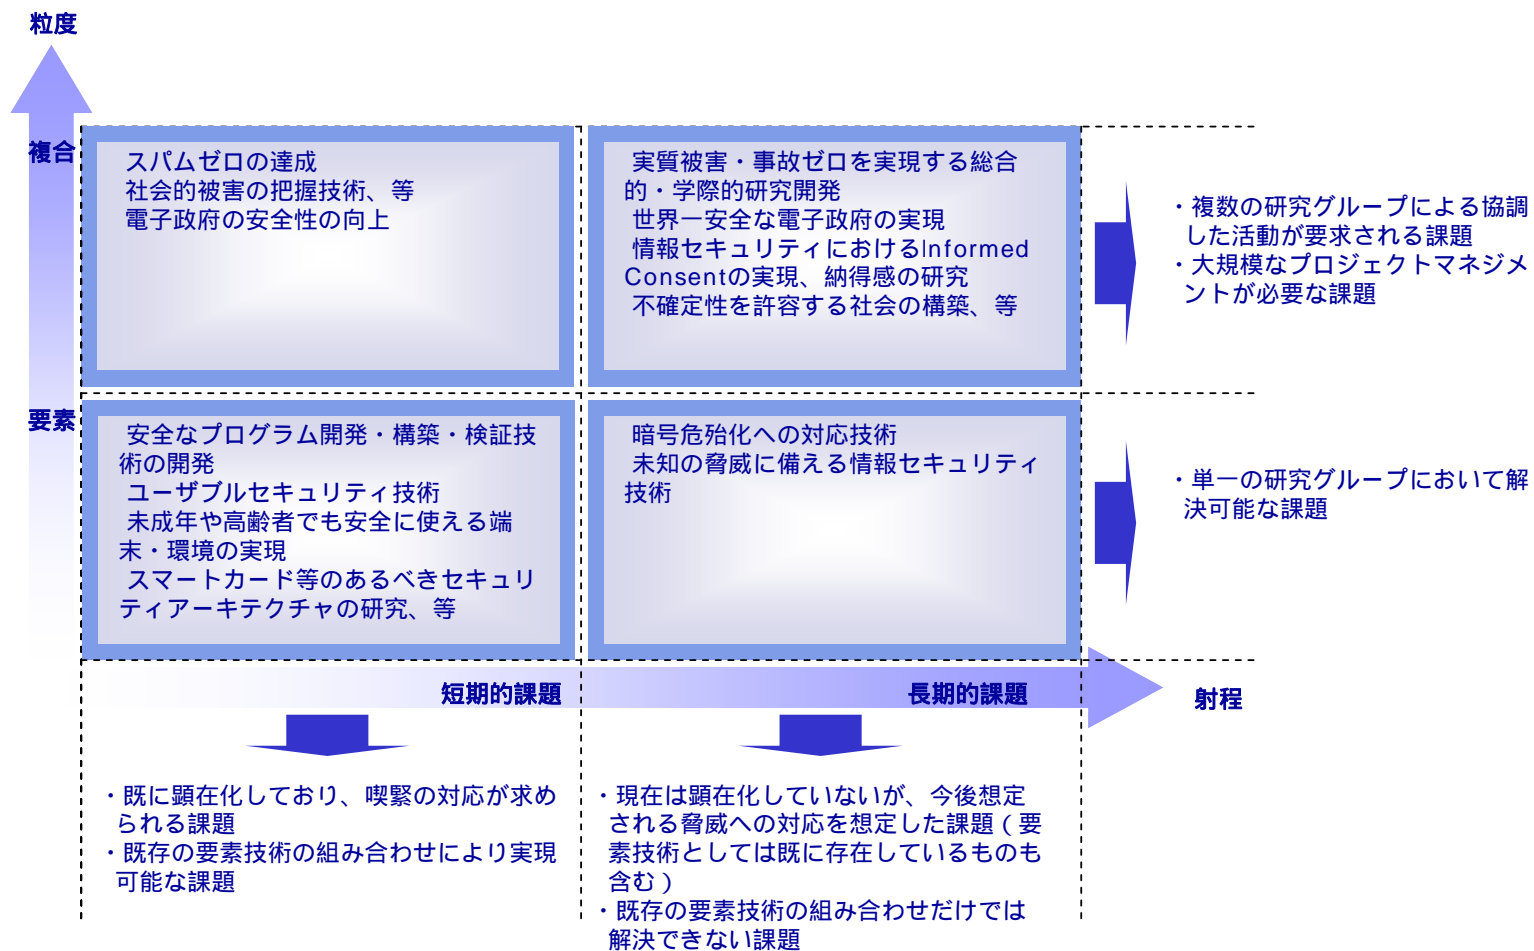 粒度
複合
スパムゼロの達成
社会的被害の把握技術、等
電子政府の安全性の向上
実質被害・事故ゼロを実現する総合
的・学際的研究開発
世界一安全な電子政府の実現
情報セキュリティにおけるInformed
Consentの実現、納得感の研究
不確定性を許容する社会の構築、等
・複数の研究グループによる協調
した活動が要求される課題
・大規模なプロジェクトマネジメ
ントが必要な課題
要素
安全なプログラム開発・構築・検証技
術の開発
ユーザブルセキュリティ技術
未成年や高齢者でも安全に使える端
末・環境の実現
スマートカード等のあるべきセキュリ
ティアーキテクチャの研究、等
暗号危殆化への対応技術
未知の脅威に備える情報セキュリティ
技術
・単一の研究グループにおいて解
決可能な課題
短期的課題
長期的課題
射程
・既に顕在化しており、喫緊の対応が求め
られる課題
・既存の要素技術の組み合わせにより実現
可能な課題
・現在は顕在化していないが、今後想定
される脅威への対応を想定した課題（要
素技術としては既に存在しているものも
含む）
・既存の要素技術の組み合わせだけでは
解決できない課題